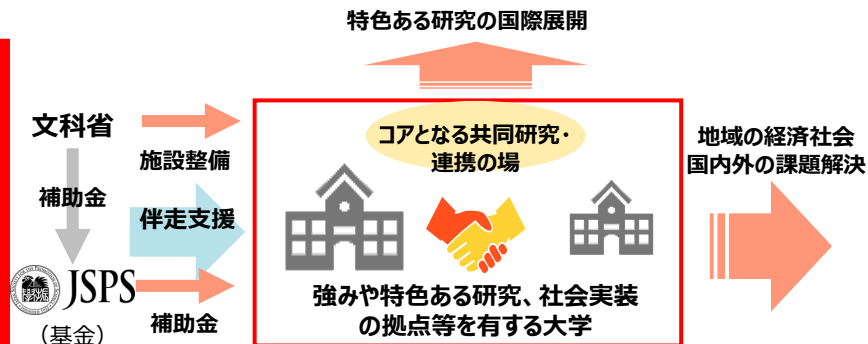 特色ある研究の国際展開
文科省
施設整備
補助金
伴走支援
JSPS
(基金)
補助金
コアとなる共同研究・
連携の場
強みや特色ある研究、社会実装
の拠点等を有する大学
地域の経済社会
国内外の課題解決